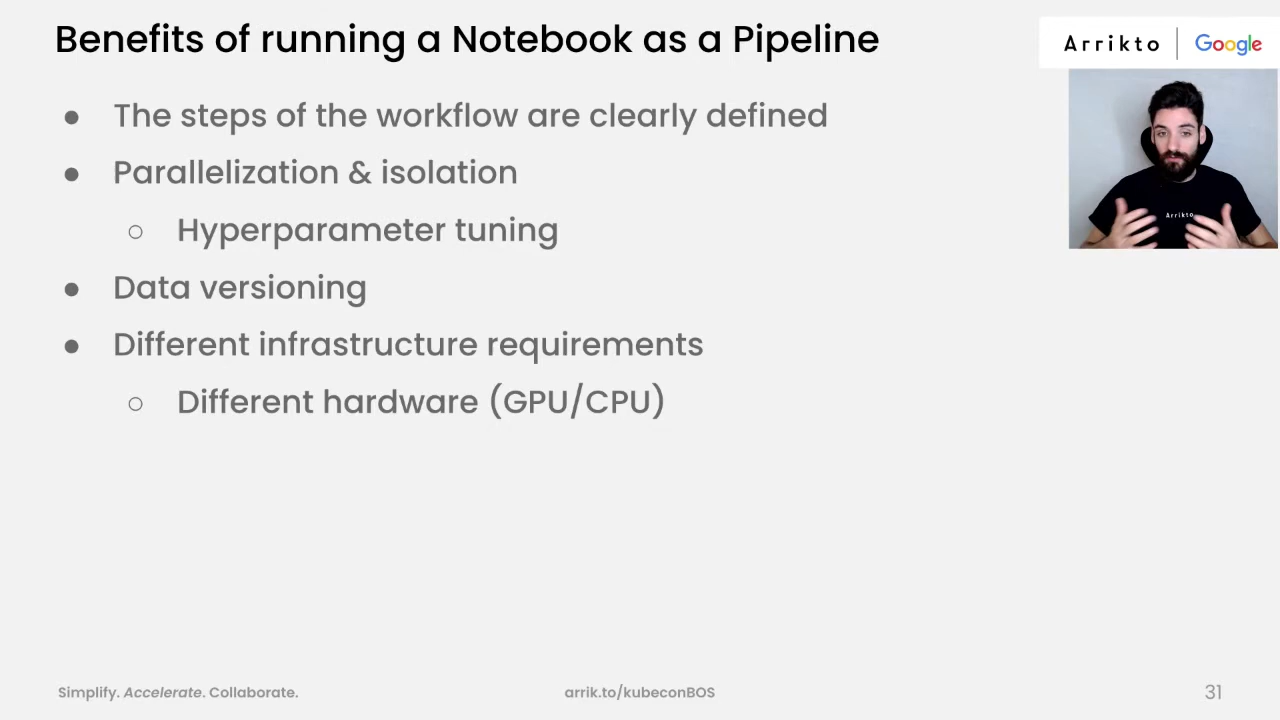 Benefits of running a Notebook as a Pipeline
Arrikto | Google
● The steps of the workflow are clearly defined
● Parallelization & isolation
○ Hyperparameter tuning
● Data versioning
● Different infrastructure requirements
○ Different hardware (GPU/CPU)
Arrikto
Simplify. Accelerate. Collaborate.
arrik.to/kubeconBOS
31